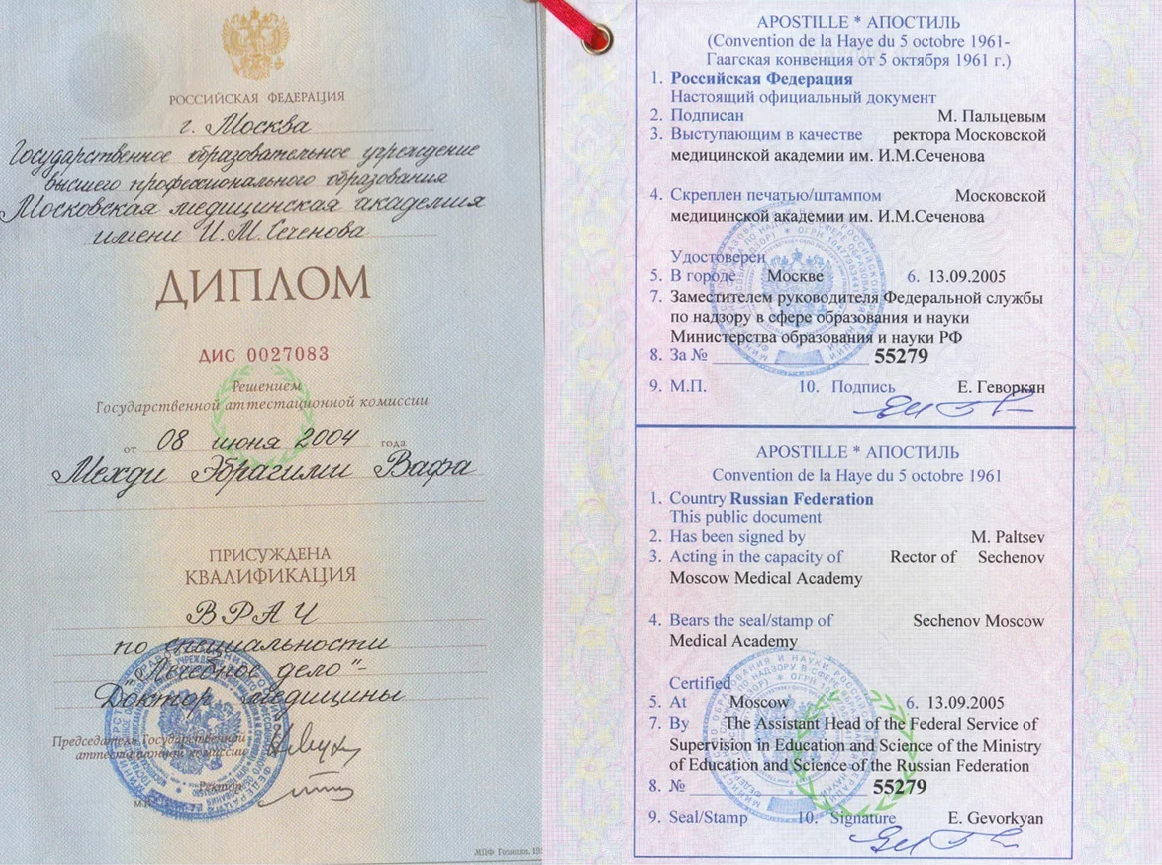 РОССИЙСКАЯ ФЕДЕРАЦИЯ
г. Москва
Государственное образовательное учреждение
высшего профессионального образования
Московская медицинская академия
имени И.М.Сеченова
ДИПЛОМ
ДИС 0027083
Решением
Государственной аттестационной комиссии
от 08 июня 2004 года
Мехди Эбрагими Вафа
ПРИСУЖДЕНА
КВАЛИФИКАЦИЯ
ВРАЧ
по специальности
"Лечебное дело"-
Доктор медицины
Председатель Государственной
аттестационной комиссии
Ректор
МПФ Гознака.
APOSTILLE * АПОСТИЛЬ
(Convention de la Haye du 5 octobre 1961-
Гаагская конвенция от 5 октября 1961 г.)
1. Российская Федерация
Настоящий официальный документ
2. Подписан М. Пальцевым
3. Выступающим в качестве ректора Московской
медицинской академии им. И.М.Сеченова
4. Скреплен печатью/штампом Московской
медицинской академии им. И.М.Сеченова
Удостоверен
5. В городе Москве 6. 13.09.2005
7. Заместителем руководителя Федеральной службы
по надзору в сфере образования и науки
Министерства образования и науки РФ
8. За № 55279
9. М.П. 10. Подпись Е. Геворкян
APOSTILLE * АПОСТИЛЬ
Convention de la Haye du 5 octobre 1961
1. Country Russian Federation
This public document
2. Has been signed by M. Paltsev
3. Acting in the capacity of Rector of Sechenov
Moscow Medical Academy
4. Bears the seal/stamp of Sechenov Moscow
Medical Academy
Certified
5. At Moscow 6. 13.09.2005
7. By The Assistant Head of the Federal Service of
Supervision in Education and Science of the Ministry
of Education and Science of the Russian Federation
8. № 55279
9. Seal/Stamp 10. Signature E. Gevorkyan